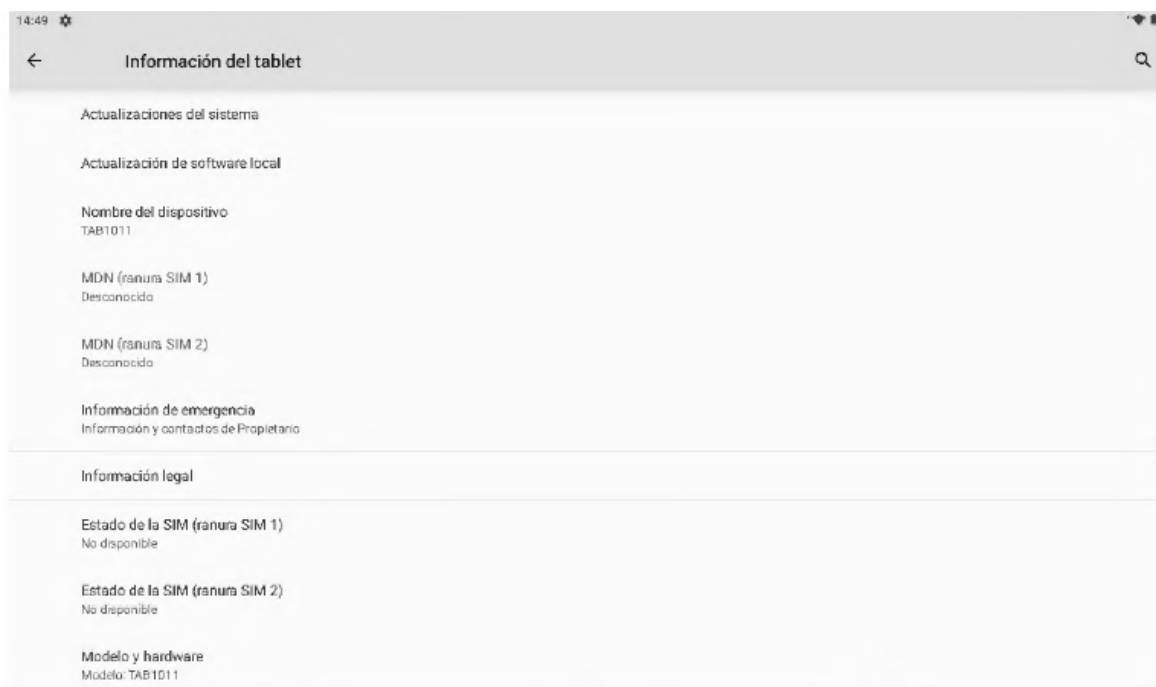 14:49
Información del tablet
Actualizaciones del sistema
Actualización de software local
Nombre del dispositivo
TAB1011
MDN (ranura SIM 1)
Desconocido
MDN (ranura SIM 2)
Desconocido
Información de emergencia
Información y contactos de Propietario
Información legal
Estado de la SIM (ranura SIM 1)
No disponible
Estado de la SIM (ranura SIM 2)
No disponible
Modelo y hardware
Modelo: TAB1011